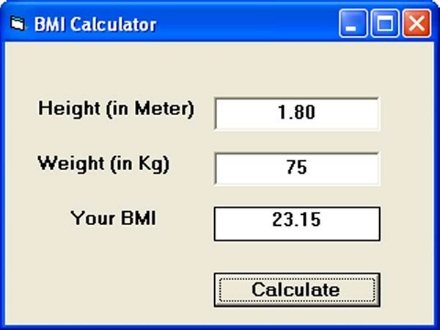 BMI Calculator
Height (in Meter) 1.80
Weight (in Kg) 75
Your BMI 23.15
Calculate